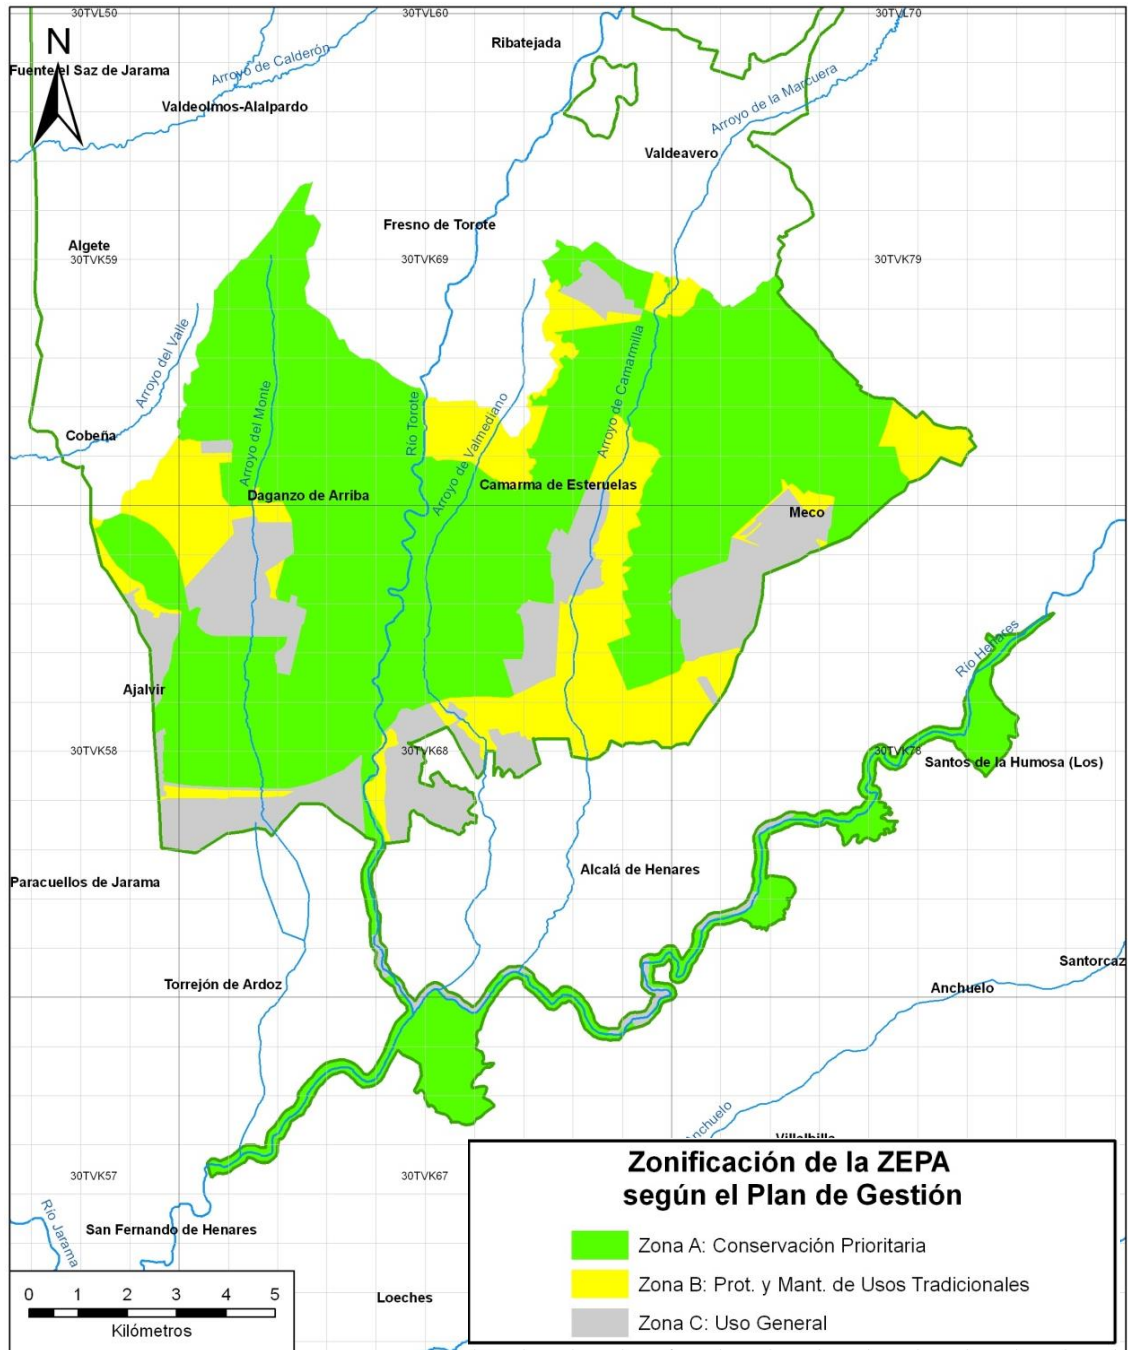 30TVL50
30TVL60
30TVL70
N
Ribatejada
Fuente el Saz de Jarama
Arroyo de Calderón
Valdeolmos-Alalpardo
Arroyo de la Marcuera
Valdeavero
Fresno de Torote
Algete
30TVK59
30TVK69
30TVK79
Arroyo del Valle
Arroyo del Monte
Río Torote
Arroyo de Valmediano
Arroyo de Camarmilla
Cobeña
Camarma de Esteruelas
Daganzo de Arriba
Meco
Río Henares
Ajalvir
30TVK58
30TVK68
30TVK78
Santos de la Humosa (Los)
Alcalá de Henares
Paracuellos de Jarama
Santorcaz
Torrejón de Ardoz
Anchuelo
Anchuelo
30TVK57
30TVK67
Río Jarama
San Fernando de Henares
Loeches
Zonificación de la ZEPA
según el Plan de Gestión
Zona A: Conservación Prioritaria
Zona B: Prot. y Mant. de Usos Tradicionales
Zona C: Uso General
0 1 2 3 4 5
Kilómetros